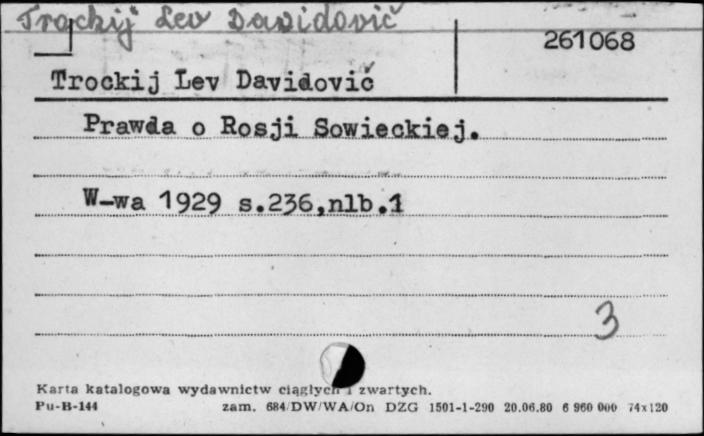 Trockij Lev Davidovič
261068
Trockij Lev Davidovič
Prawda o Rosji Sowieckiej.
W-wa 1929 s.236,nlb.1
3
Karta katalogowa wydawnictw ciągłych i zwartych.
Pu-B-144 zam. 684/DW/WA/On DZG 1501-1-290 20.06.80 6 960 000 74x120